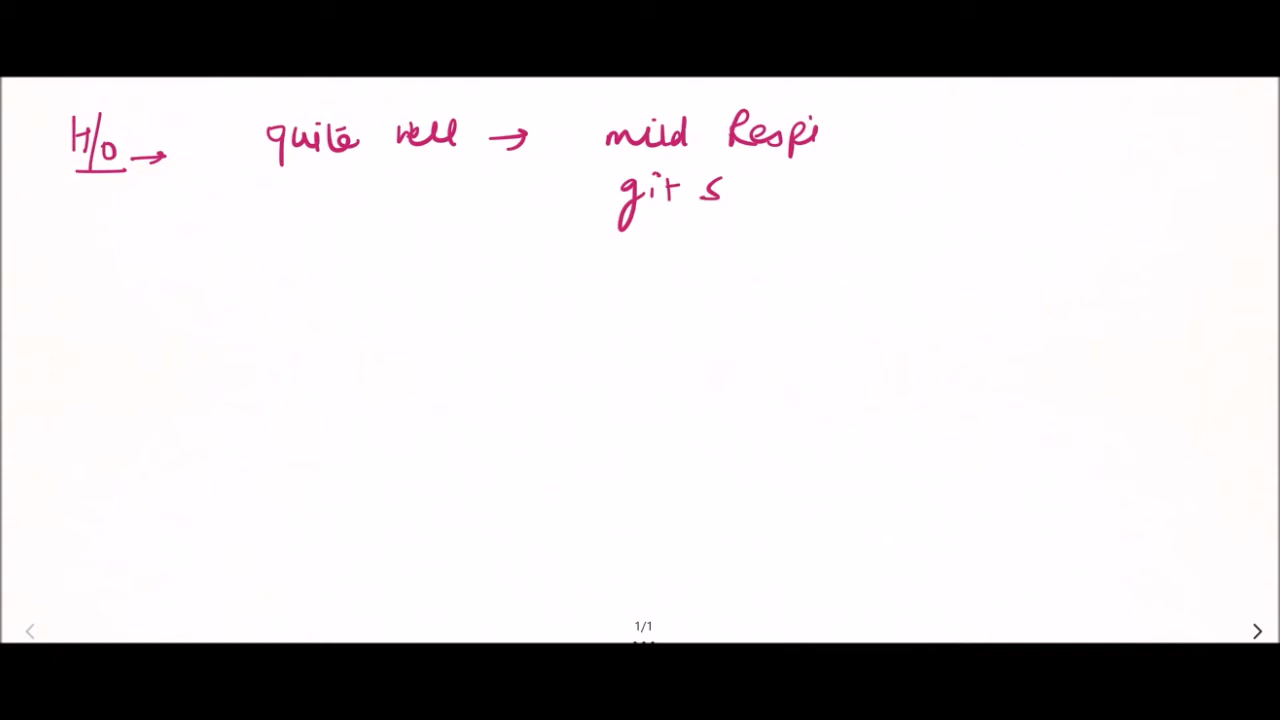 H/O → quite well → mild Respi
git s
1/1